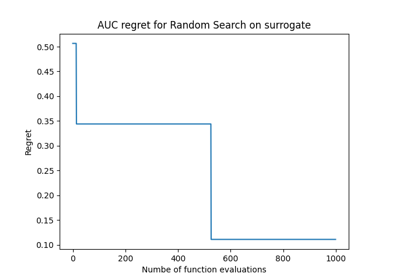 AUC regret for Random Search on surrogate
0.50
0.45
0.40
0.35
0.30
0.25
0.20
0.15
0.10
Regret
0 200 400 600 800 1000
Numbe of function evaluations